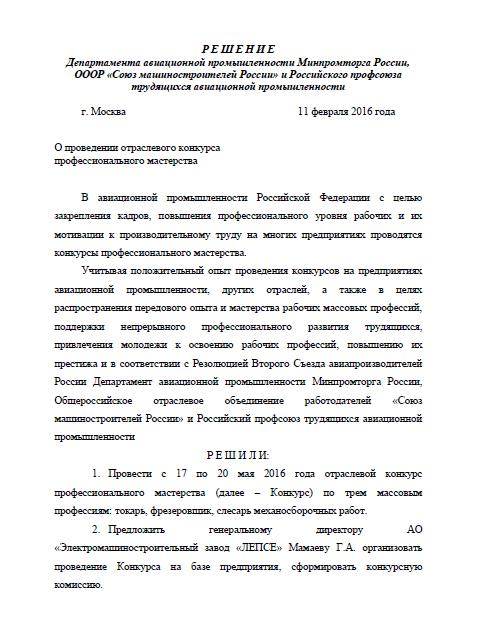 Р Е Ш Е Н И Е
Департамента авиационной промышленности Минпромторга России,
ОООР «Союз машиностроителей России» и Российского профсоюза
трудящихся авиационной промышленности
г. Москва 11 февраля 2016 года
О проведении отраслевого конкурса
профессионального мастерства
В авиационной промышленности Российской Федерации с целью
закрепления кадров, повышения профессионального уровня рабочих и их
мотивации к производительному труду на многих предприятиях проводятся
конкурсы профессионального мастерства.
Учитывая положительный опыт проведения конкурсов на предприятиях
авиационной промышленности, других отраслей, а также в целях
распространения передового опыта и мастерства рабочих массовых профессий,
поддержки непрерывного профессионального развития трудящихся,
привлечения молодежи к освоению рабочих профессий, повышению их
престижа и в соответствии с Резолюцией Второго Съезда авиапроизводителей
России Департамент авиационной промышленности Минпромторга России,
Общероссийское отраслевое объединение работодателей «Союз
машиностроителей России» и Российский профсоюз трудящихся авиационной
промышленности
Р Е Ш И Л И:
1. Провести с 17 по 20 мая 2016 года отраслевой конкурс
профессионального мастерства (далее – Конкурс) по трем массовым
профессиям: токарь, фрезеровщик, слесарь механосборочных работ.
2. Предложить генеральному директору АО
«Электромашиностроительный завод «ЛЕПСЕ» Мамаеву Г.А. организовать
проведение Конкурса на базе предприятия, сформировать конкурсную
комиссию.